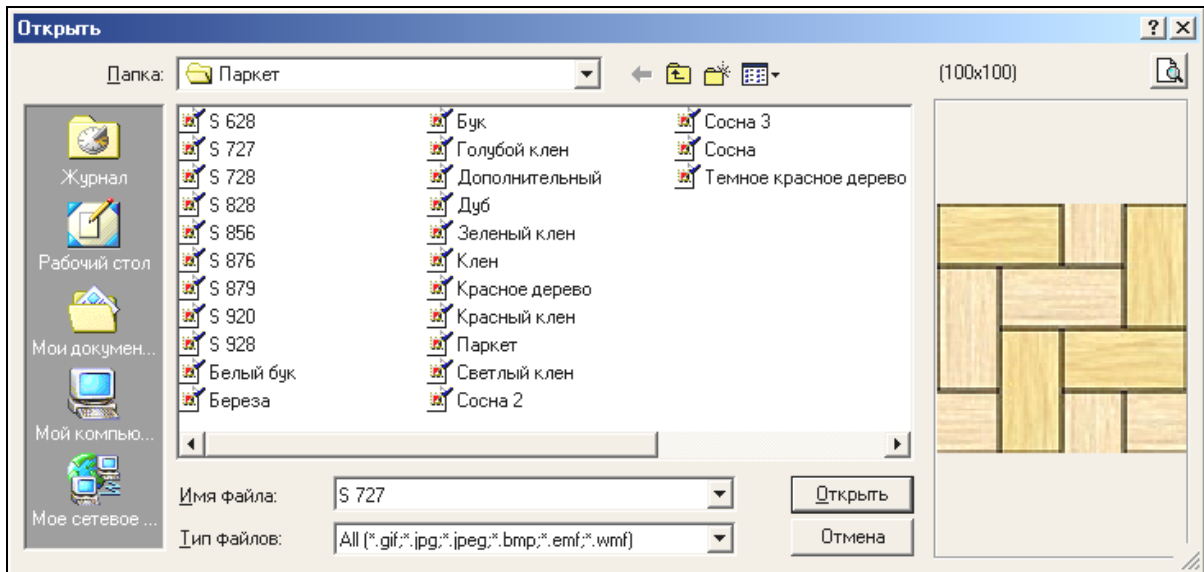 Открыть
Папка: Паркет
(100x100)
Журнал
Рабочий стол
Мои докумен...
Мой компью...
Мое сетевое ...
S 628
S 727
S 728
S 828
S 856
S 876
S 879
S 920
S 928
Белый бук
Береза
Бук
Голубой клен
Дополнительный
Дуб
Зеленый клен
Клен
Красное дерево
Красный клен
Паркет
Светлый клен
Сосна 2
Сосна 3
Сосна
Темное красное дерево
Имя файла: S 727
Открыть
Тип файлов: All (*.gif;*.jpg;*.jpeg;*.bmp;*.emf;*.wmf)
Отмена